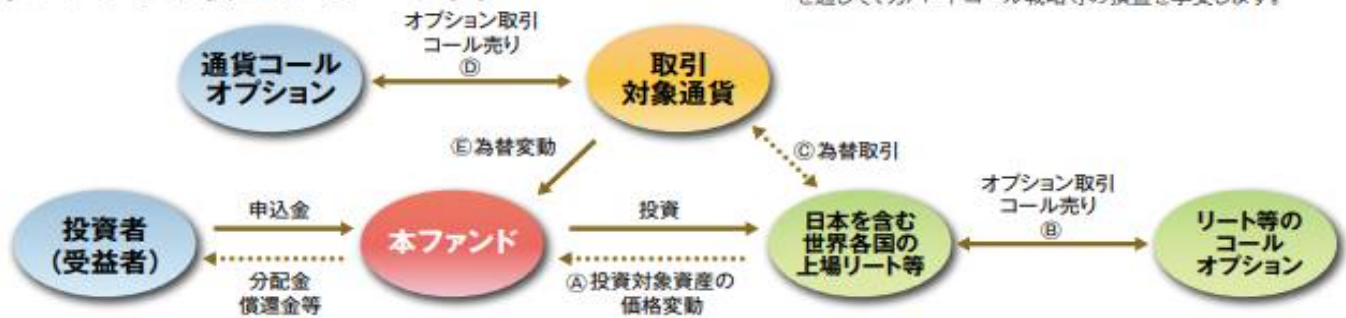 オプション取引
コール売り
Ⓓ
通貨コール
オプション
取引
対象通貨
Ⓔ為替変動
Ⓒ為替取引
オプション取引
コール売り
Ⓑ
投資者
(受益者)
申込金
分配金
償還金等
本ファンド
投資
Ⓐ投資対象資産の
価格変動
日本を含む
世界各国の
上場リート等
リート等の
コール
オプション